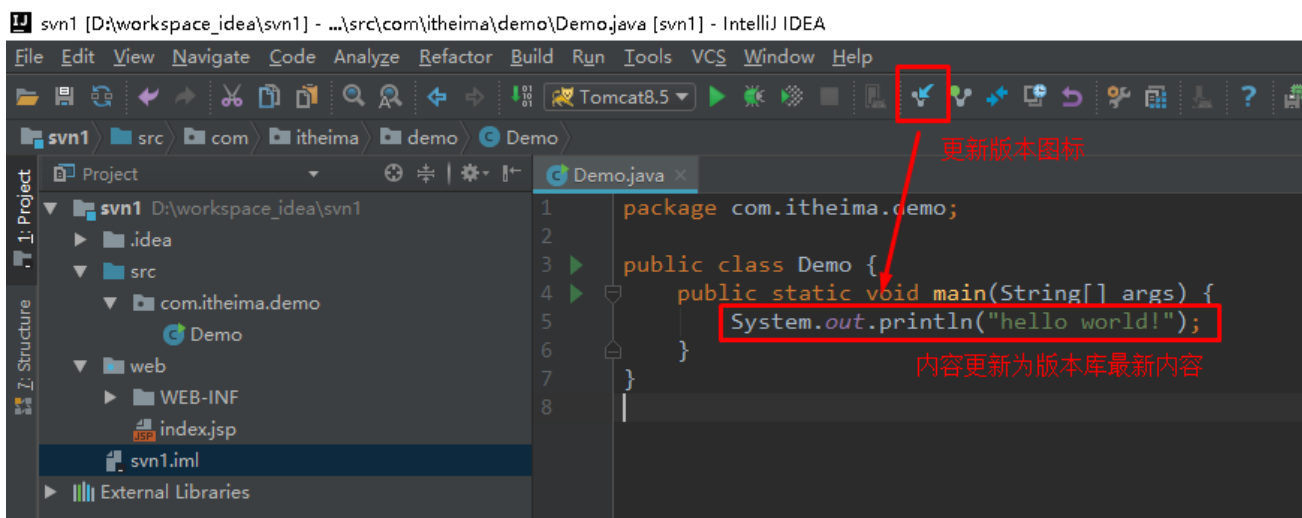 svn1 [D:\workspace_idea\svn1] - ...\src\com\itheima\demo\Demo.java [svn1] - IntelliJ IDEA
File Edit View Navigate Code Analyze Refactor Build Run Tools VCS Window Help
Tomcat8.5
svn1 src com itheima demo Demo
更新版本图标
1: Project
7: Structure
Project
svn1 D:\workspace_idea\svn1
.idea
src
com.itheima.demo
Demo
web
WEB-INF
index.jsp
svn1.iml
External Libraries
Demo.java
1 package com.itheima.demo;
2
3 public class Demo {
4 public static void main(String[] args) {
5 System.out.println("hello world!");
6 }
内容更新为版本库最新内容
7 }
8